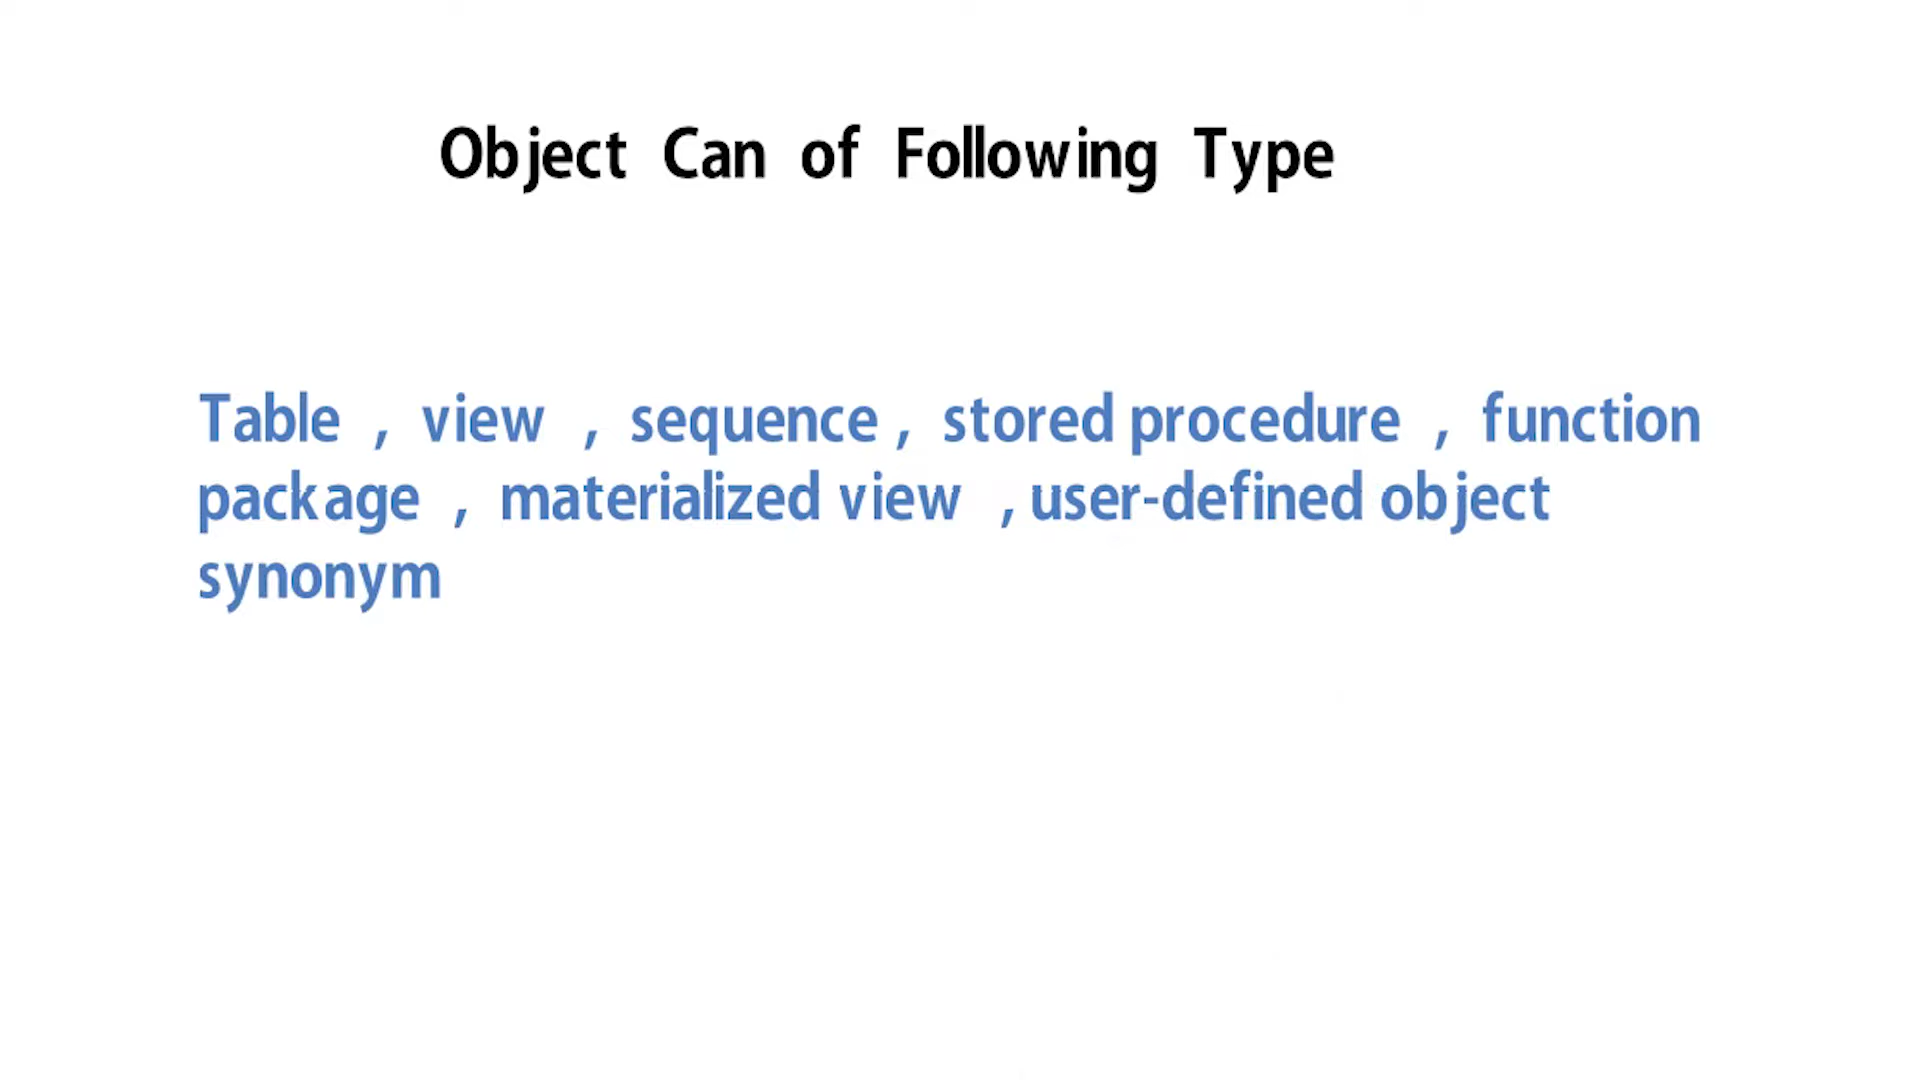 Object Can of Following Type
Table , view , sequence , stored procedure , function
package , materialized view , user-defined object
synonym